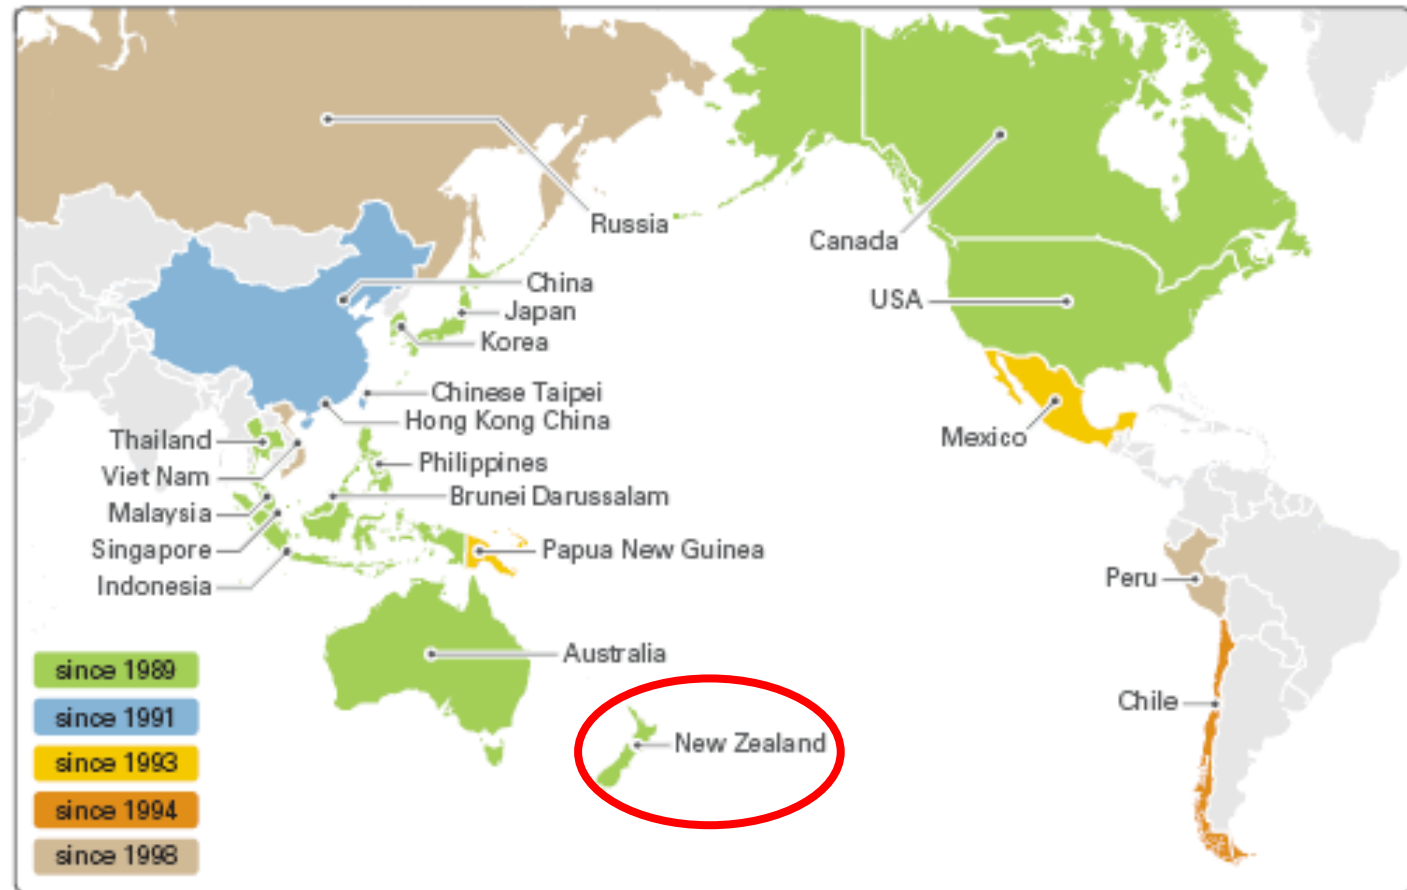 Russia
Canada
China
USA
Japan
Korea
Chinese Taipei
Hong Kong China
Thailand
Mexico
Philippines
Viet Nam
Brunei Darussalam
Malaysia
Singapore
Papua New Guinea
Indonesia
Peru
Australia
since 1989
Chile
since 1991
New Zealand
since 1993
since 1994
since 1998